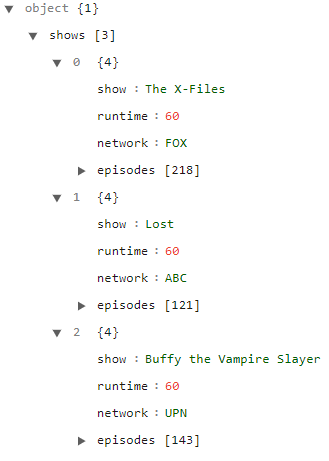 object {1}
shows [3]
0 {4}
show : The X-Files
runtime : 60
network : FOX
episodes [218]
1 {4}
show : Lost
runtime : 60
network : ABC
episodes [121]
2 {4}
show : Buffy the Vampire Slayer
runtime : 60
network : UPN
episodes [143]